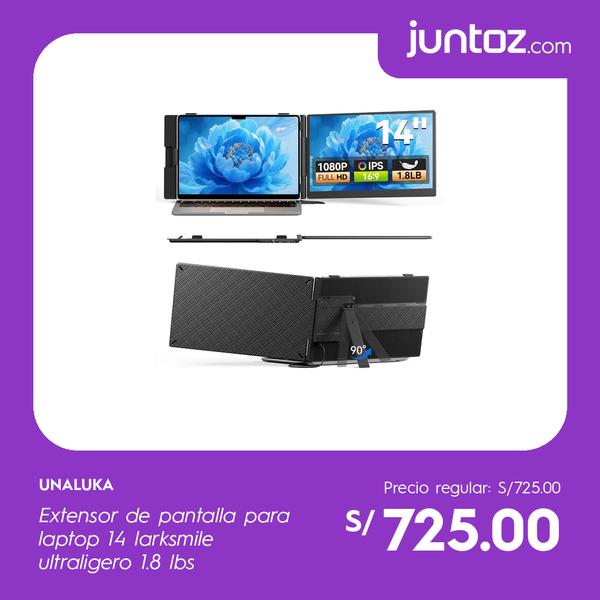 juntoz.com
14"
1080P
FULL HD
IPS
16:9
1.8LB
90°
UNALUKA
Extensor de pantalla para
laptop 14 larksmile
ultraligero 1.8 lbs
Precio regular: S/725.00
S/ 725.00